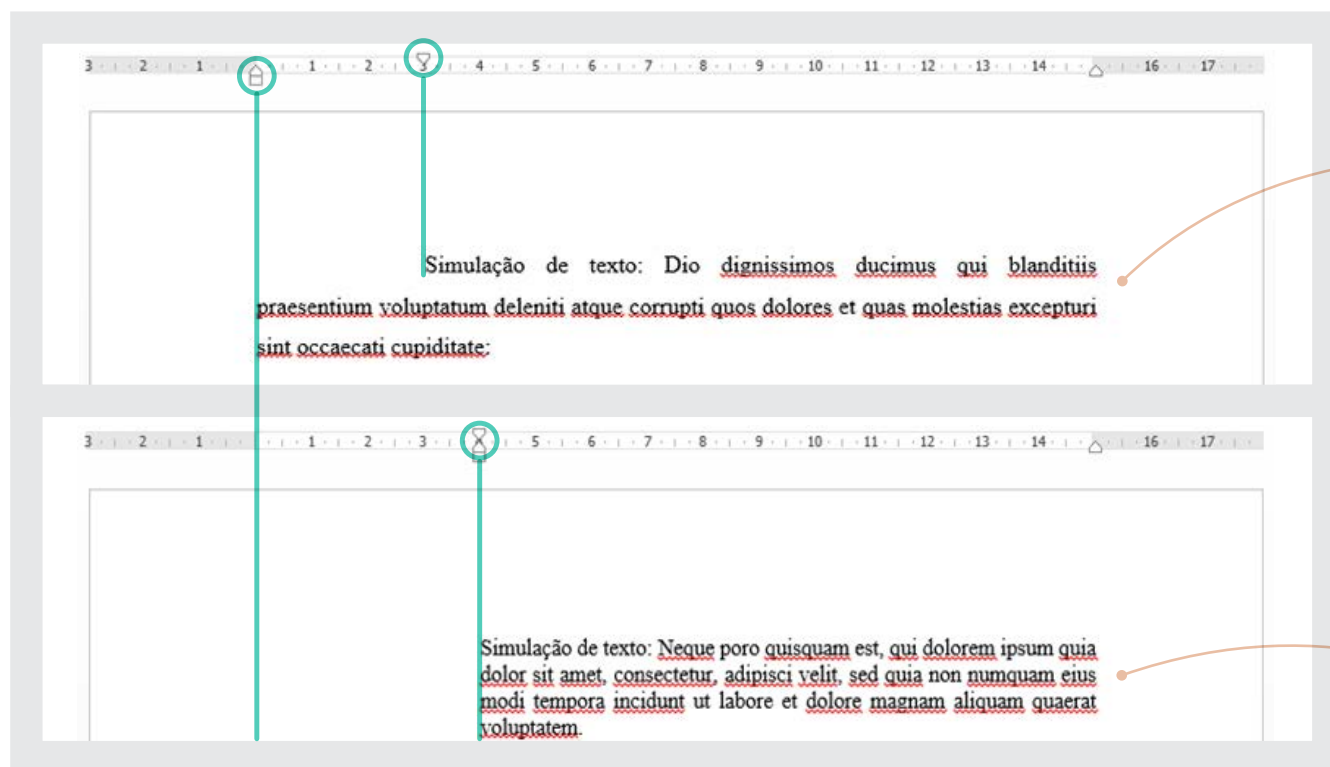 3 2 1 1 2 3 4 5 6 7 8 9 10 11 12 13 14 16 17
Simulação de texto: Dio dignissimos ducimus qui blanditiis
praesentium voluptatum deleniti atque corrupti quos dolores et quas molestias excepturi
sint occaecati cupiditate:
3 2 1 1 2 3 5 6 7 8 9 10 11 12 13 14 16 17
Simulação de texto: Neque poro quisquam est, qui dolorem ipsum quia
dolor sit amet, consectetur, adipisci velit, sed quia non numquam eius
modi tempora incidunt ut labore et dolore magnam aliquam quaerat
voluptatem.